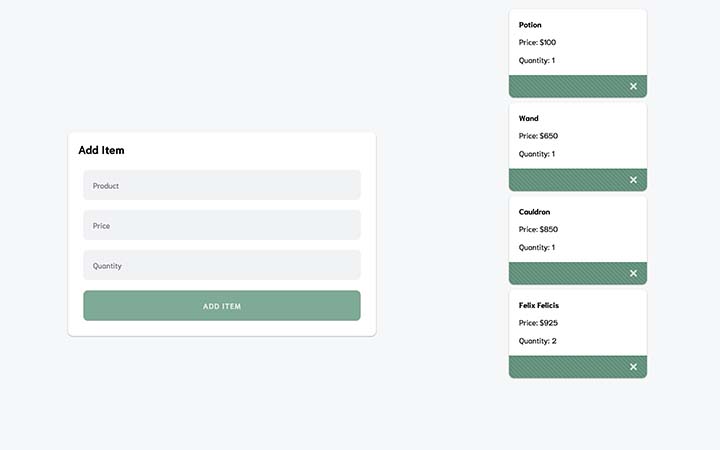 Add Item
Product
Price
Quantity
ADD ITEM
Potion
Price: $100
Quantity: 1
Wand
Price: $650
Quantity: 1
Cauldron
Price: $850
Quantity: 1
Felix Felicis
Price: $925
Quantity: 2